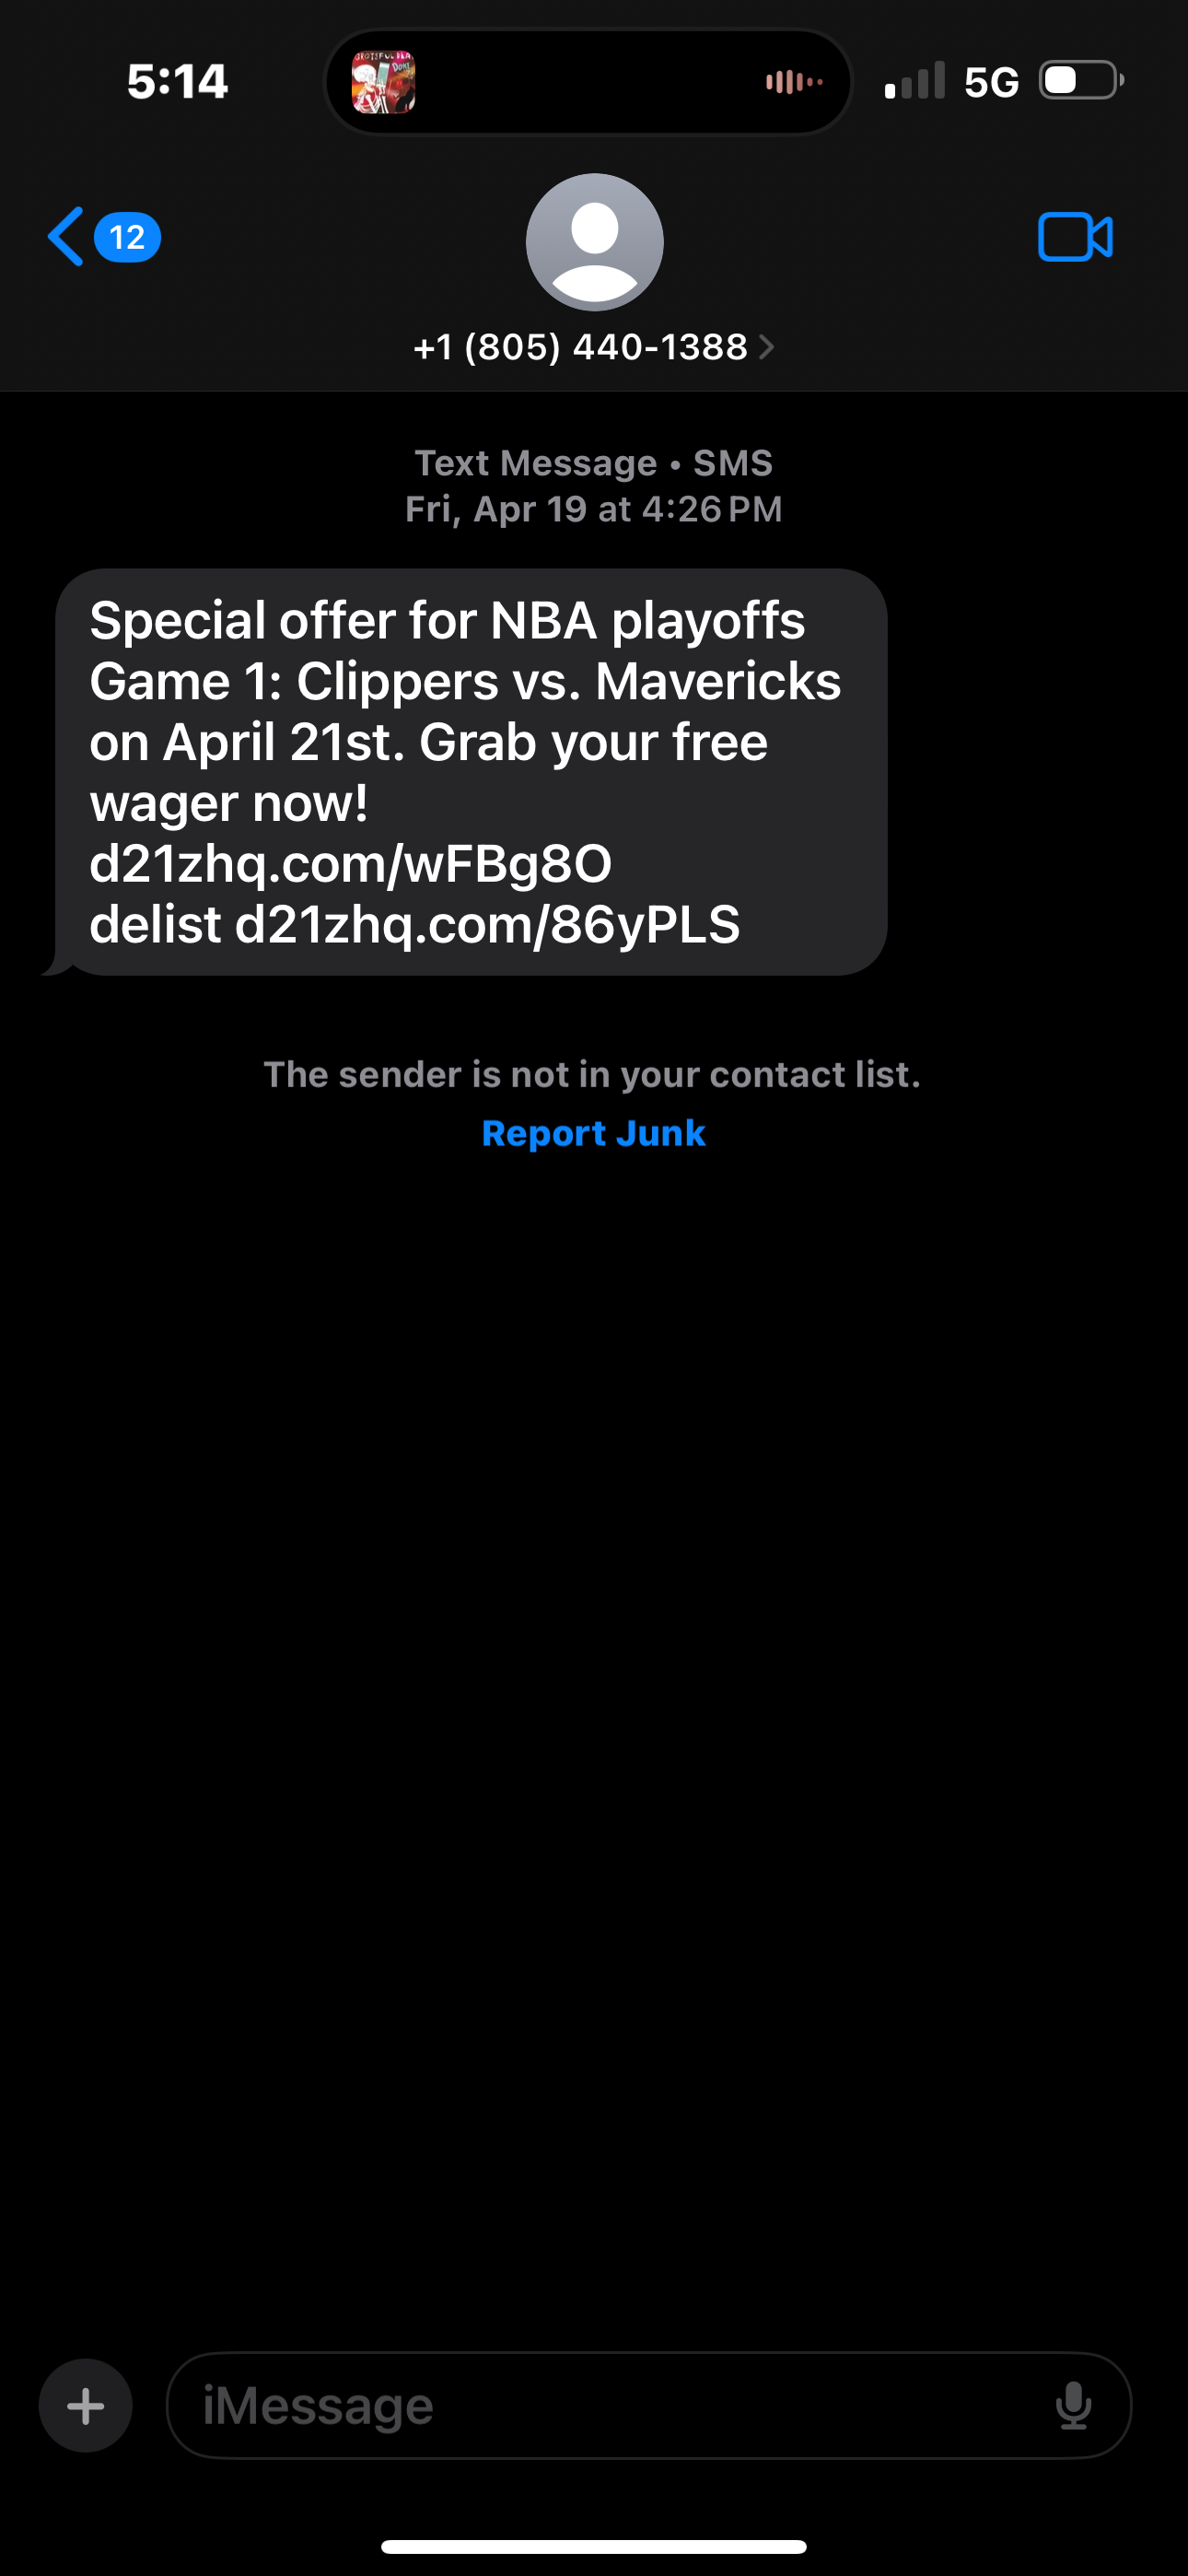 5:14
5G
12
+1 (805) 440-1388
Text Message • SMS
Fri, Apr 19 at 4:26 PM
Special offer for NBA playoffs
Game 1: Clippers vs. Mavericks
on April 21st. Grab your free
wager now!
d21zhq.com/wFBg8O
delist d21zhq.com/86yPLS
The sender is not in your contact list.
Report Junk
iMessage